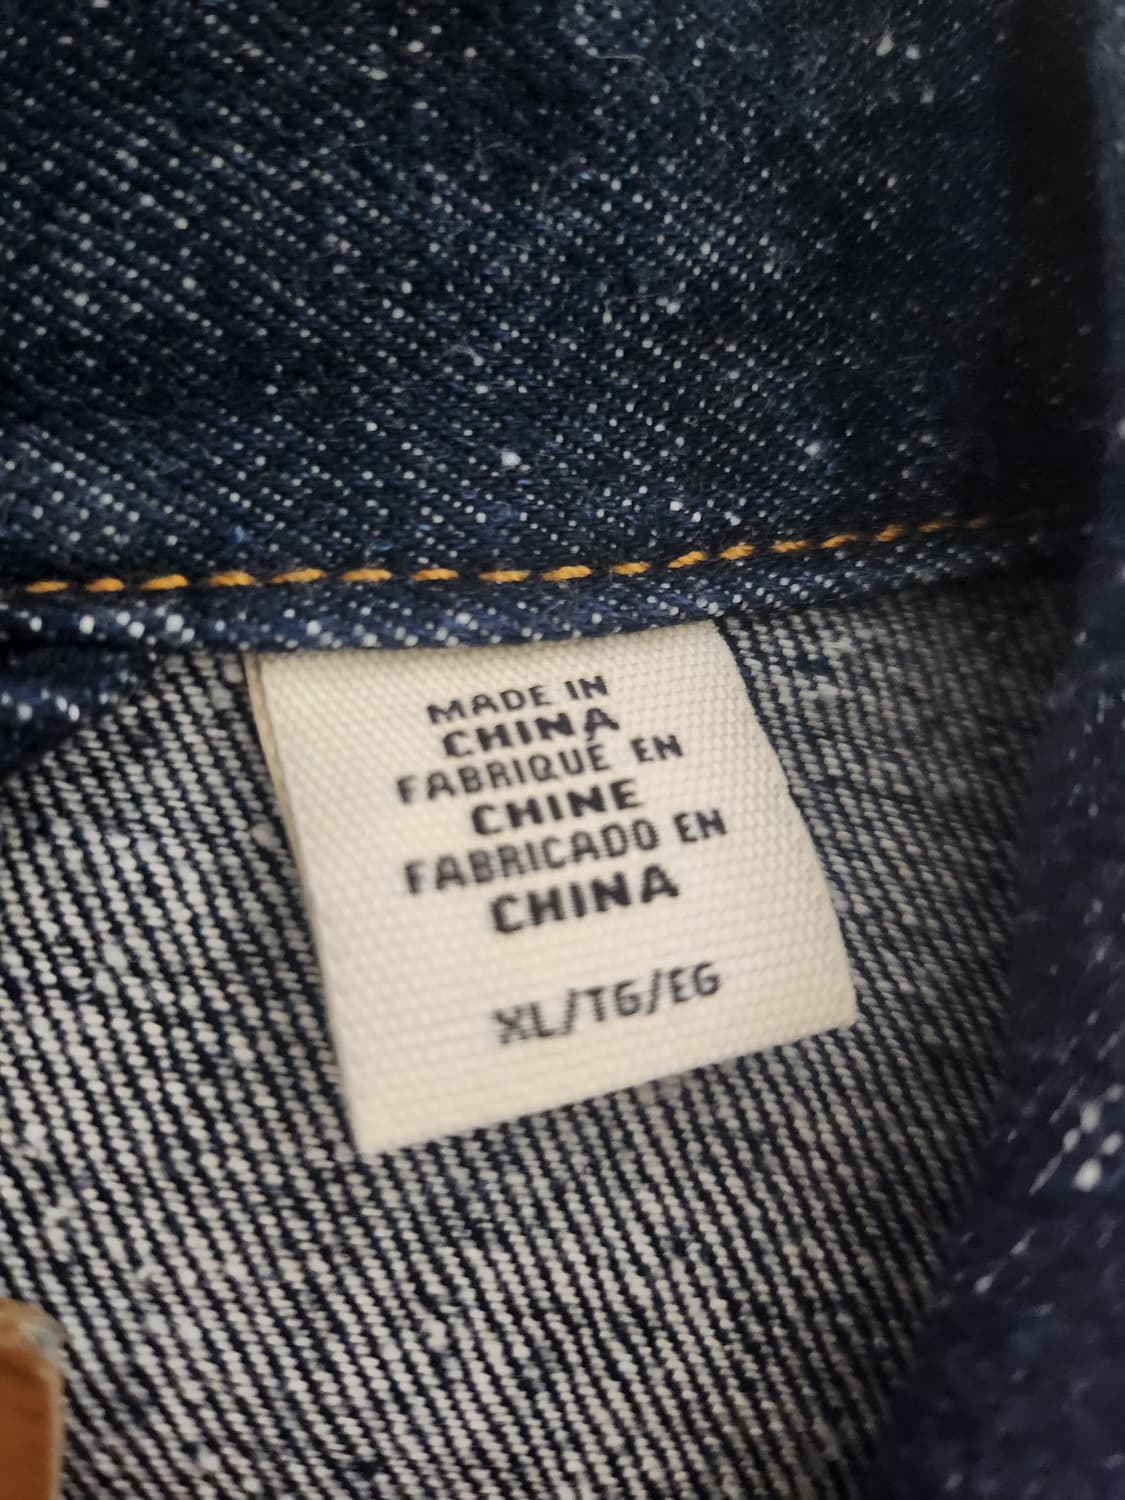 MADE IN
CHINA
FABRIQUÉ EN
CHINE
FABRICADO EN
CHINA
XL/TG/EG